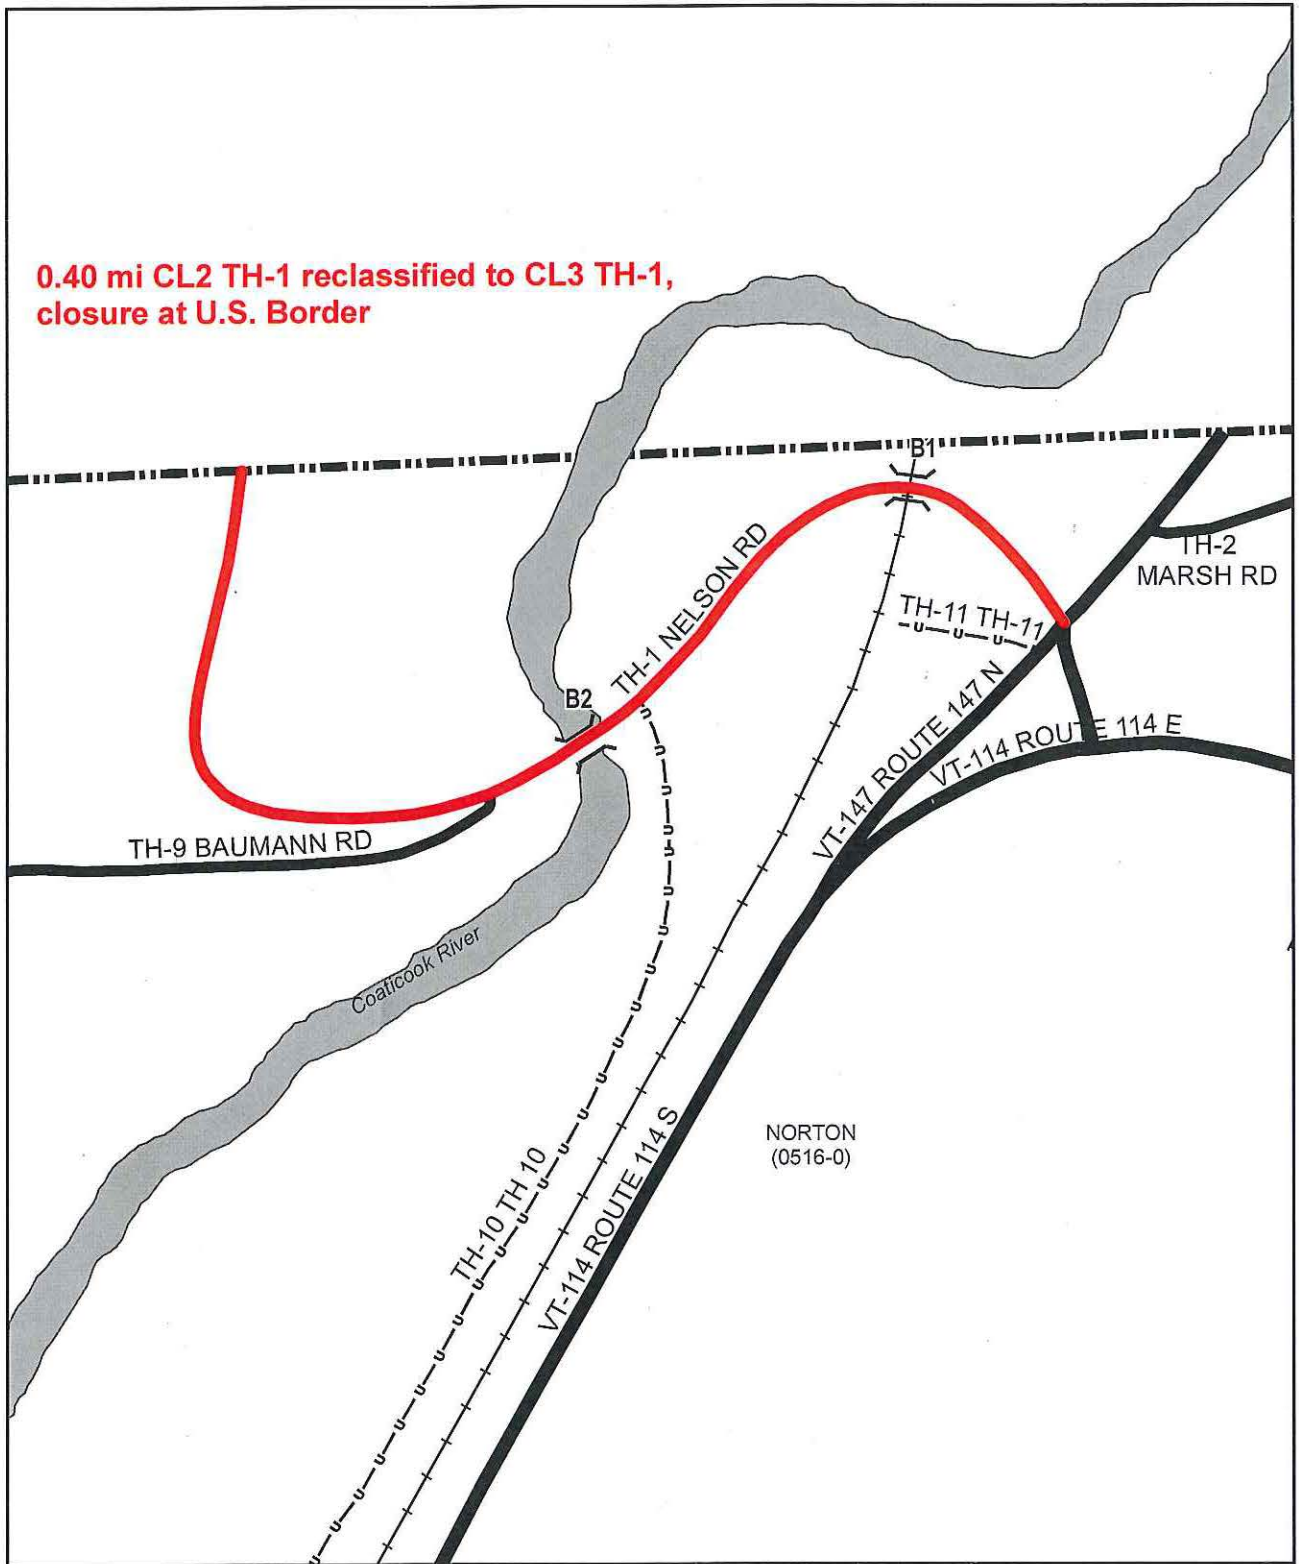 0.40 mi CL2 TH-1 reclassified to CL3 TH-1,
closure at U.S. Border
B1
TH-2
MARSH RD
TH-1 NELSON RD
TH-11 TH-11
B2
VT-147 ROUTE 147 N
VT-114 ROUTE 114 E
TH-9 BAUMANN RD
Coaticook River
NORTON
(0516-0)
TH-10 TH 10
VT-114 ROUTE 114 S